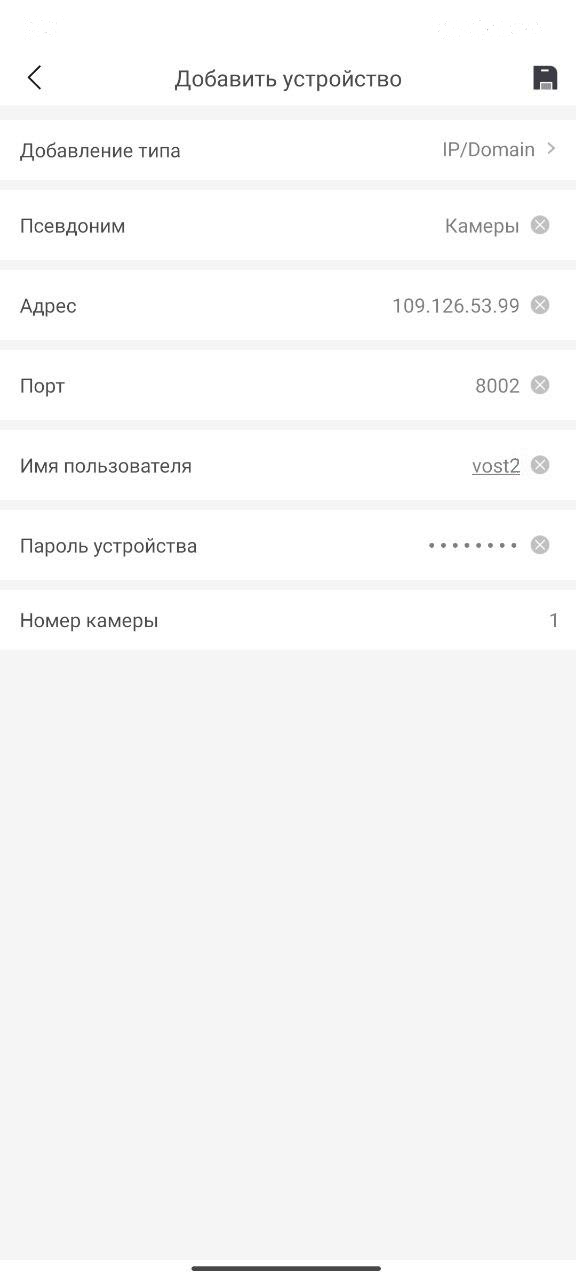 Добавить устройство
Добавление типа IP/Domain
Псевдоним Камеры
Адрес 109.126.53.99
Порт 8002
Имя пользователя vost2
Пароль устройства ••••••••
Номер камеры 1